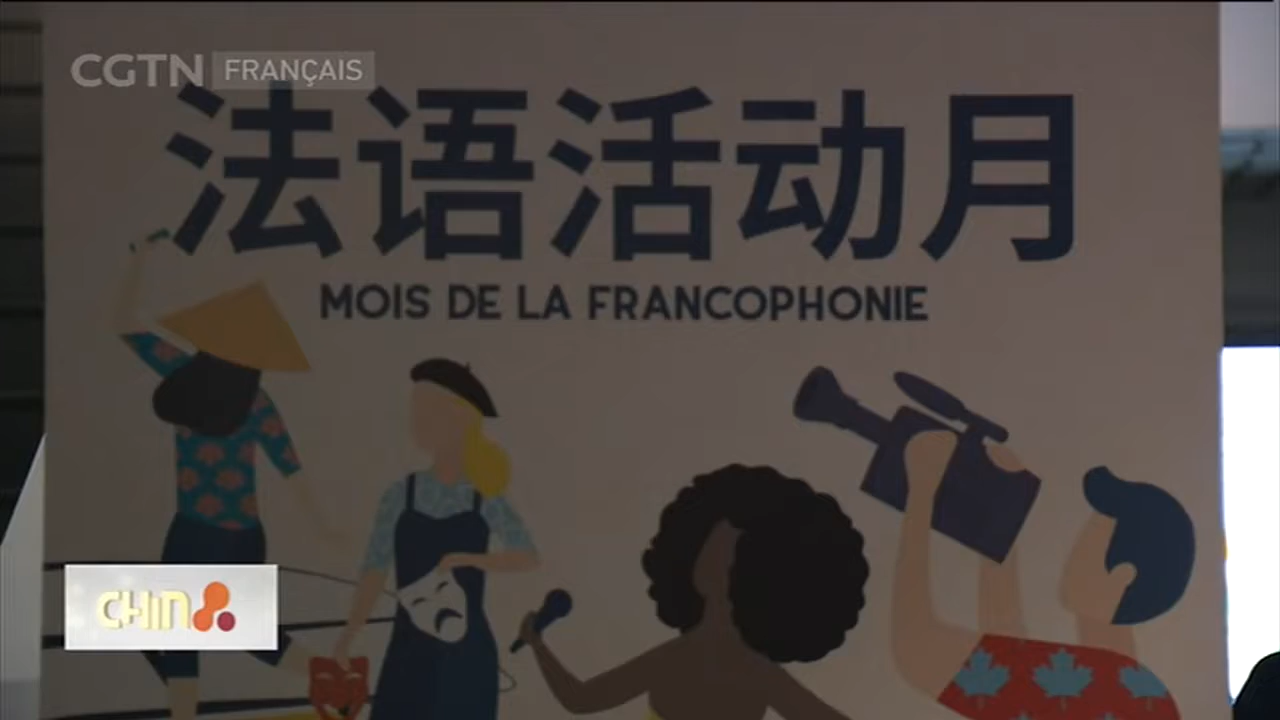 CGTN FRANÇAIS
法语活动月
MOIS DE LA FRANCOPHONIE
CHIN